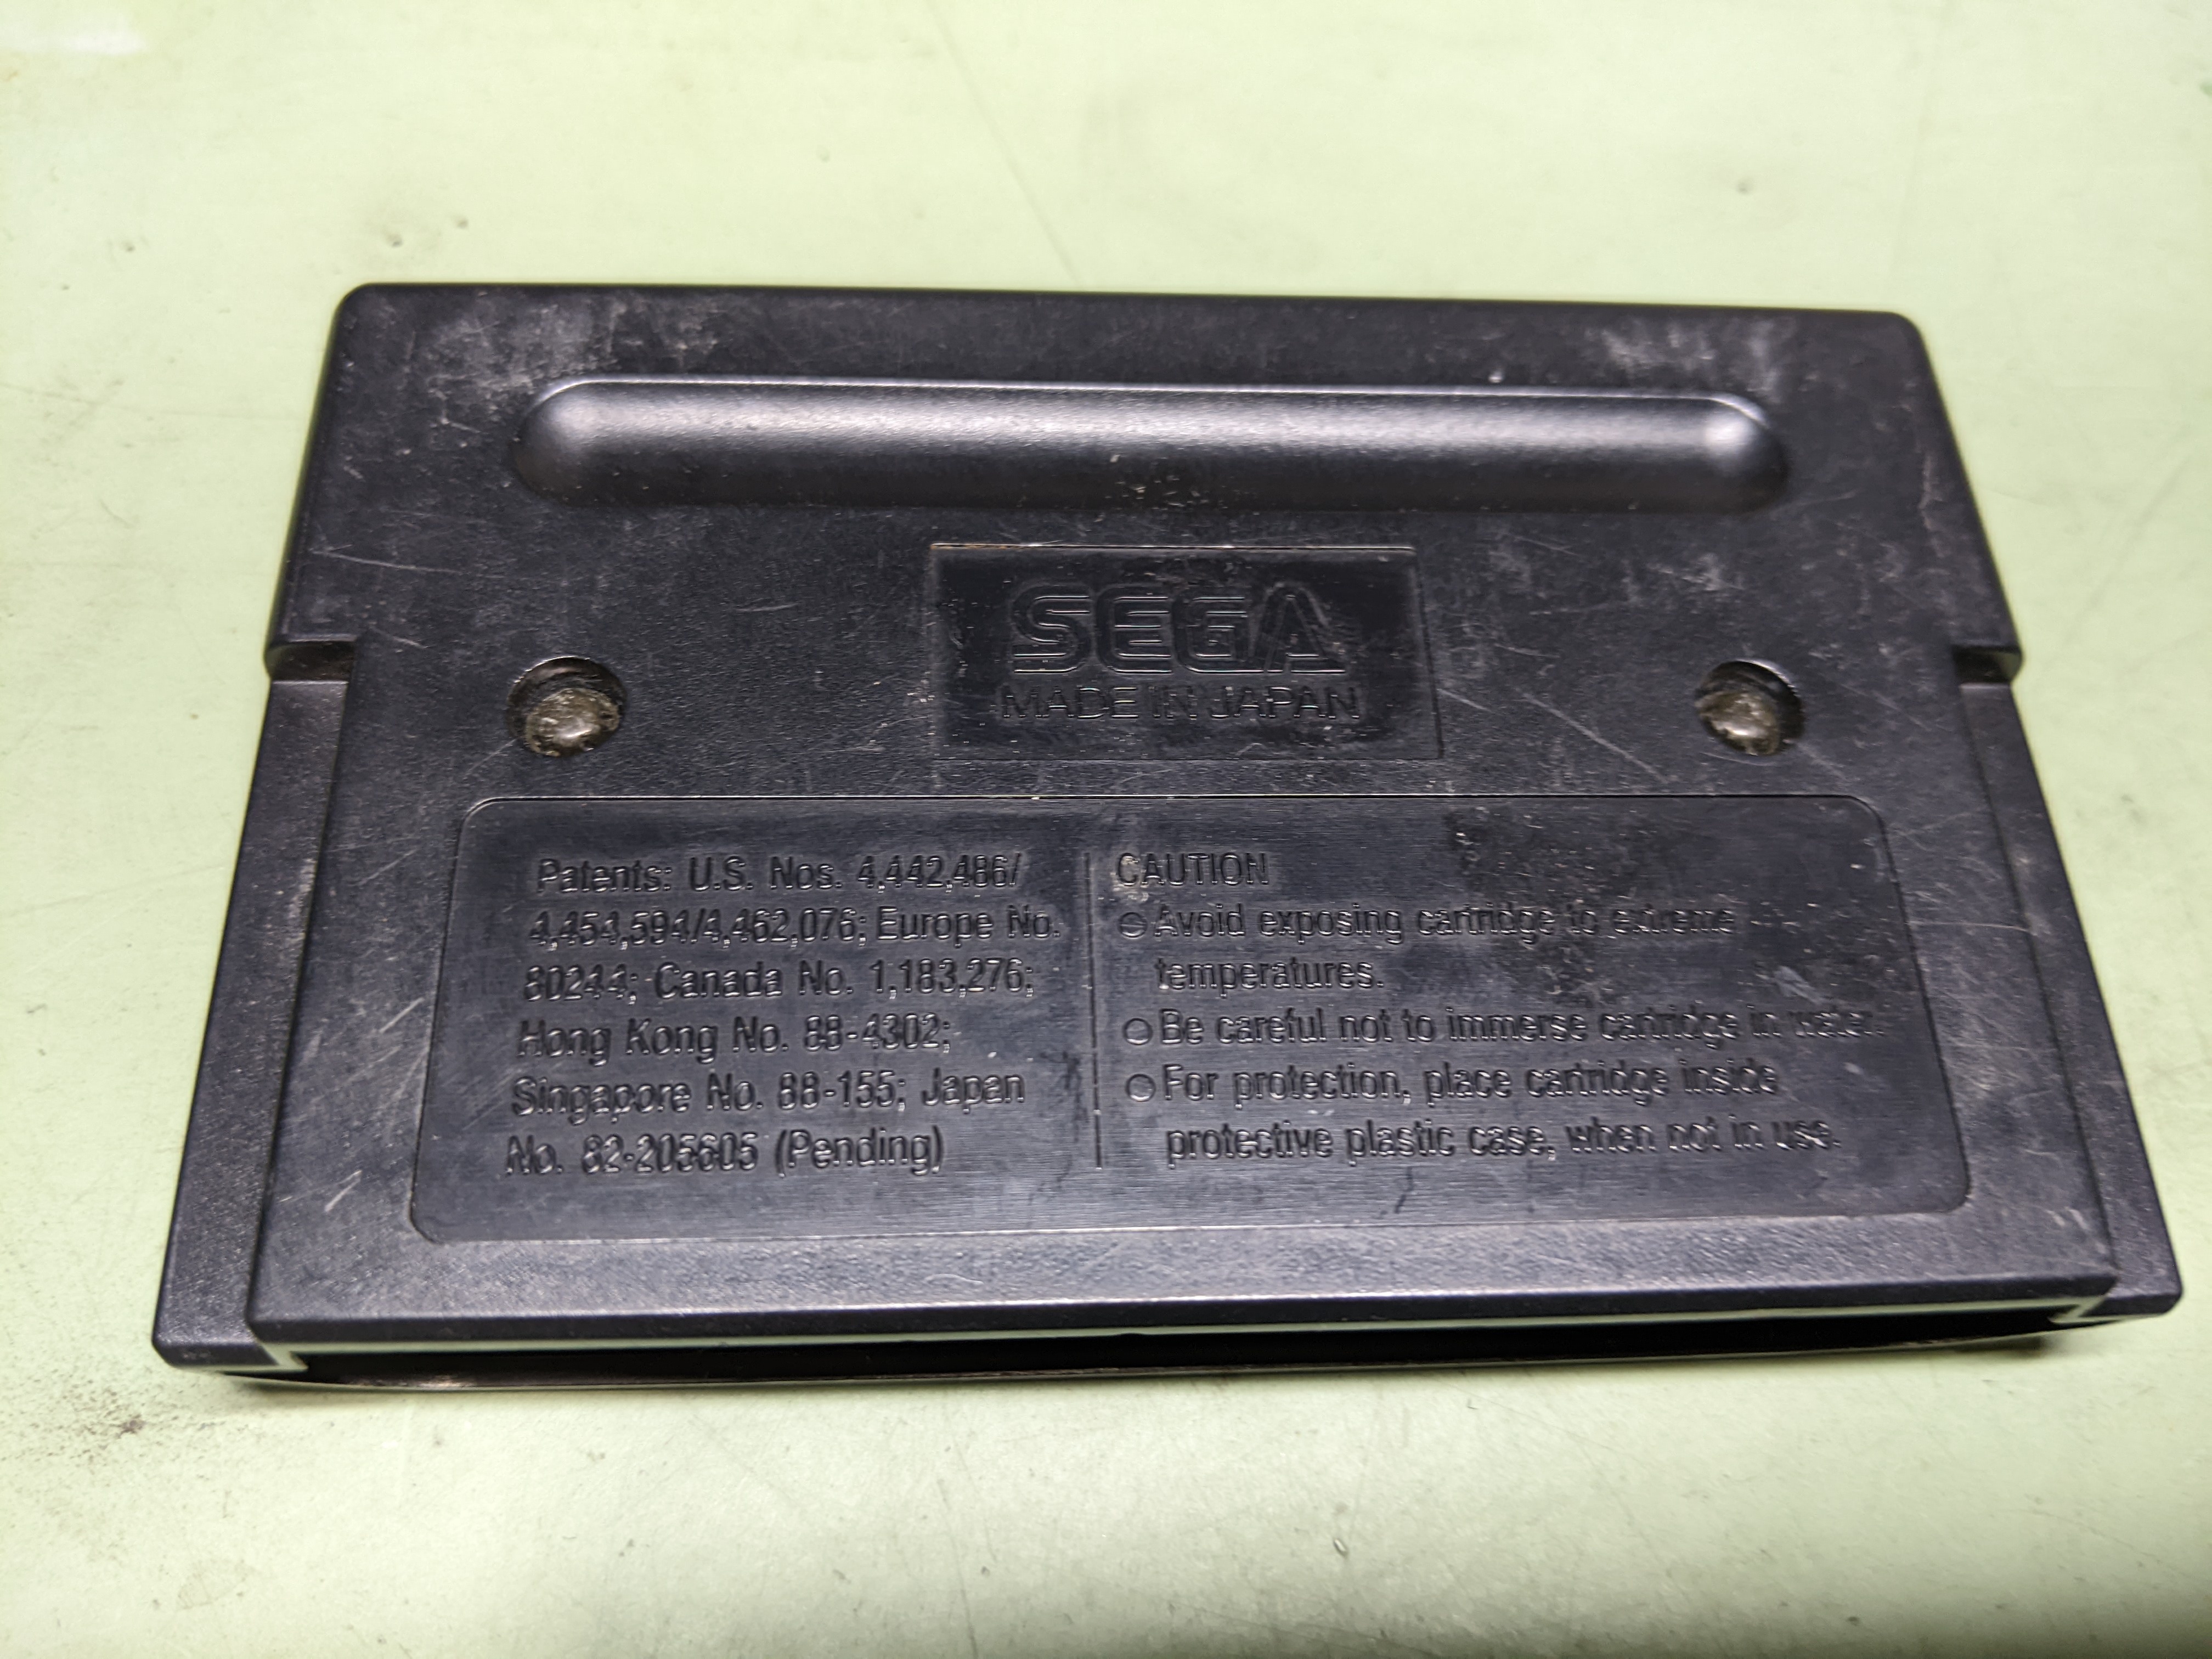 SEGA
MADE IN JAPAN
Patents: U.S. Nos. 4,442,486/
4,454,594/4,462,076; Europe No.
80244; Canada No. 1,183,276;
Hong Kong No. 88-4302;
Singapore No. 88-155; Japan
No. 82-205605 (Pending)
CAUTION
○ Avoid exposing cartridge to extreme
temperatures.
○ Be careful not to immerse cartridge in water.
○ For protection, place cartridge inside
protective plastic case, when not in use.